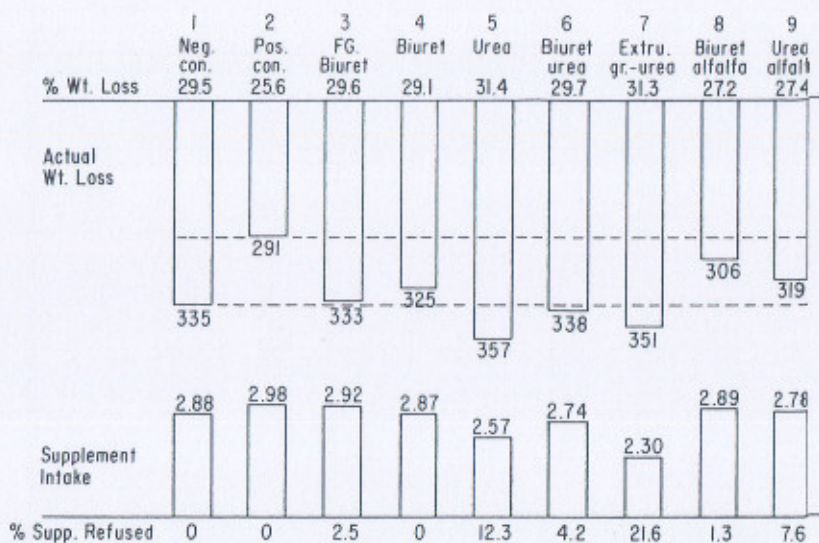 1 2 3 4 5 6 7 8 9
Neg. Pos. FG. Biuret Urea Biuret Extru. Biuret Urea
con. con. Biuret urea gr.-urea alfalfa
% Wt. Loss 29.5 25.6 29.6 29.1 31.4 29.7 31.3 27.2 27.4
Actual
Wt. Loss
291
306
319
325
335 333 338
351
357
2.88 2.98 2.92 2.87 2.57 2.74 2.30 2.89 2.78
Supplement
Intake
% Supp. Refused 0 0 2.5 0 12.3 4.2 21.6 1.3 7.6